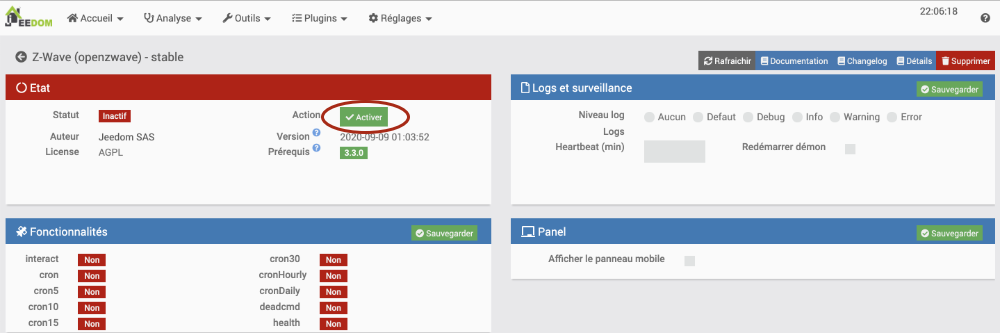 JEEDOM Accueil Analyse Outils Plugins Réglages 22:06:18
Z-Wave (openzwave) - stable
Rafraichir Documentation Changelog Détails Supprimer
Etat
Statut Inactif Action Activer
Auteur Jeedom SAS Version 2020-09-09 01:03:52
License AGPL Prérequis 3.3.0
Logs et surveillance Sauvegarder
Niveau log Aucun Defaut Debug Info Warning Error
Logs
Heartbeat (min) Redémarrer démon
Fonctionnalités Sauvegarder
interact Non cron30 Non
cron Non cronHourly Non
cron5 Non cronDaily Non
cron10 Non deadcmd Non
cron15 Non health Non
Panel Sauvegarder
Afficher le panneau mobile